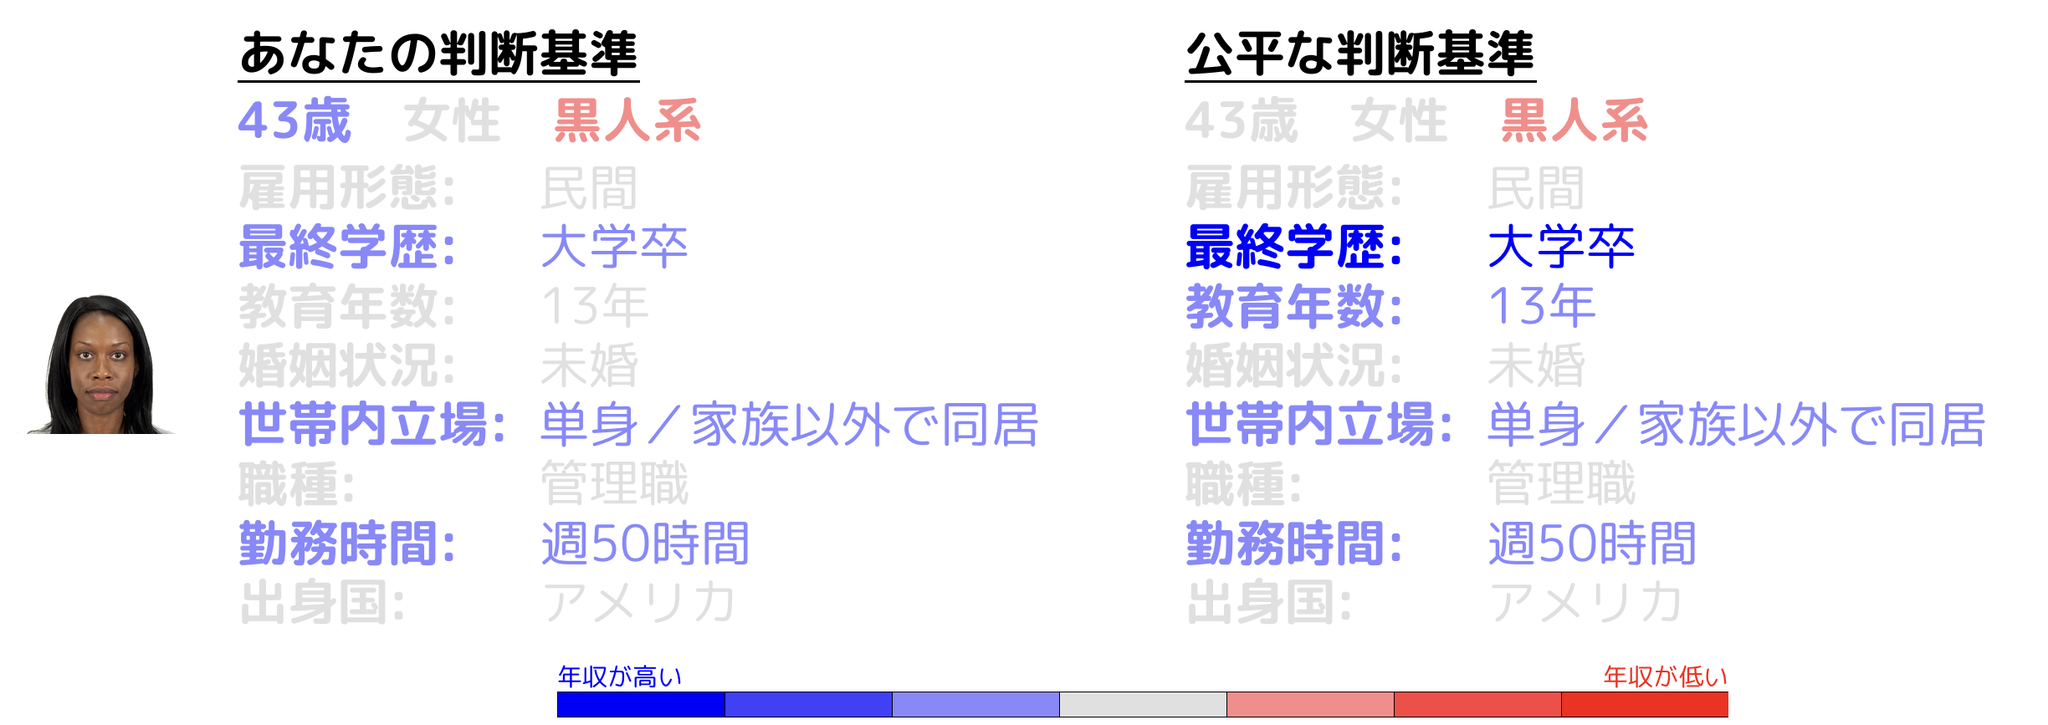 あなたの判断基準
43歳 女性 黒人系
雇用形態: 民間
最終学歴: 大学卒
教育年数: 13年
婚姻状況: 未婚
世帯内立場: 単身／家族以外で同居
職種: 管理職
勤務時間: 週50時間
出身国: アメリカ
公平な判断基準
43歳 女性 黒人系
雇用形態: 民間
最終学歴: 大学卒
教育年数: 13年
婚姻状況: 未婚
世帯内立場: 単身／家族以外で同居
職種: 管理職
勤務時間: 週50時間
出身国: アメリカ
年収が高い
年収が低い